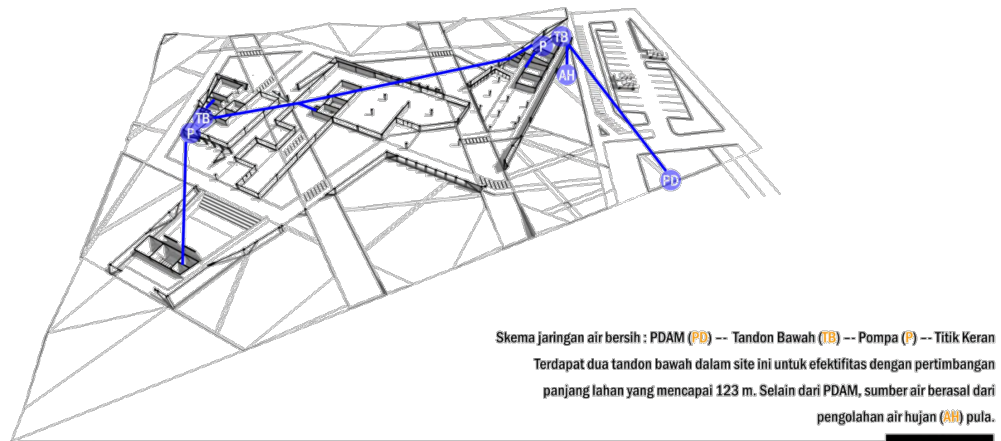 TB
P
AH
TB
P
PD
Skema jaringan air bersih : PDAM (PD) -- Tandon Bawah (TB) -- Pompa (P) -- Titik Keran
Terdapat dua tandon bawah dalam site ini untuk efektifitas dengan pertimbangan
panjang lahan yang mencapai 123 m. Selain dari PDAM, sumber air berasal dari
pengolahan air hujan (AH) pula.